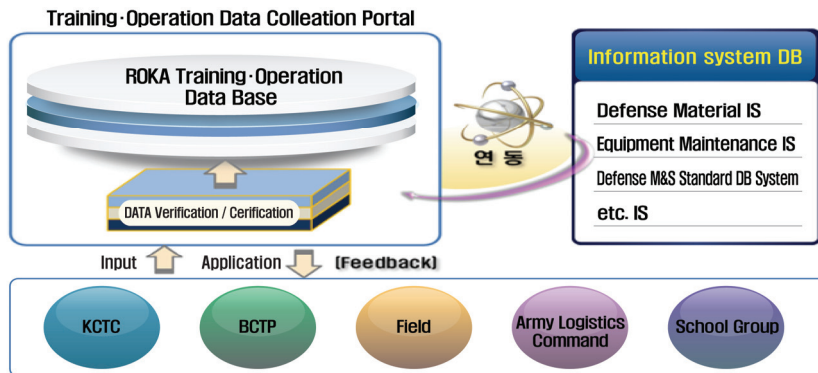 Training·Operation Data Colleation Portal
ROKA Training·Operation
Data Base
DATA Verification / Cerification
연 동
Information system DB
Defense Material IS
Equipment Maintenance IS
Defense M&S Standard DB System
etc. IS
Input
Application
[Feedback]
KCTC
BCTP
Field
Army Logistics
Command
School Group